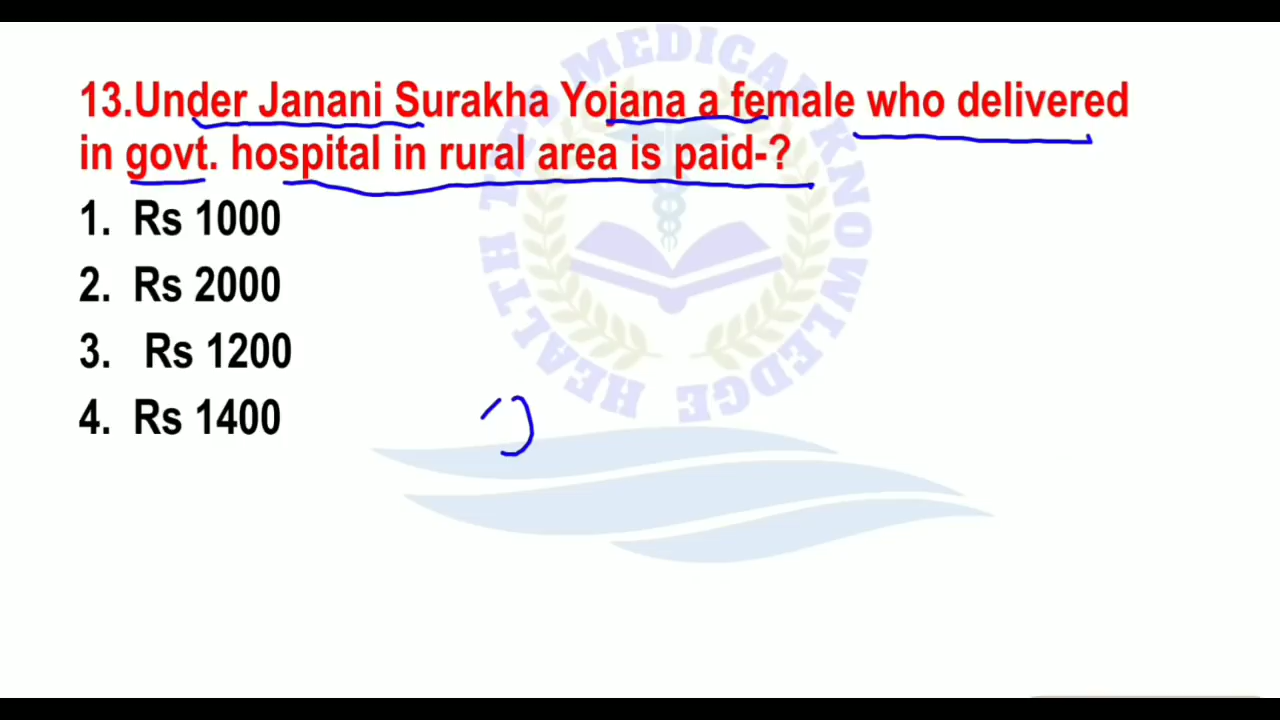 13.Under Janani Surakha Yojana a female who delivered
in govt. hospital in rural area is paid-?
1. Rs 1000
2. Rs 2000
3. Rs 1200
4. Rs 1400